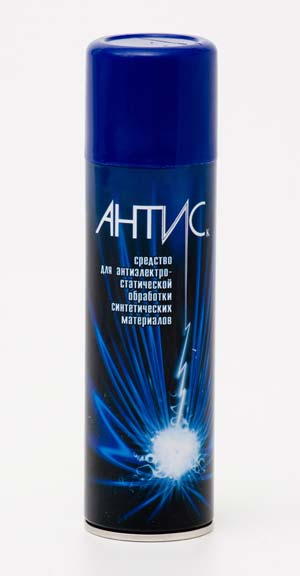 АНТИС к
средство
для антиэлектро-
статической
обработки
синтетических
материалов